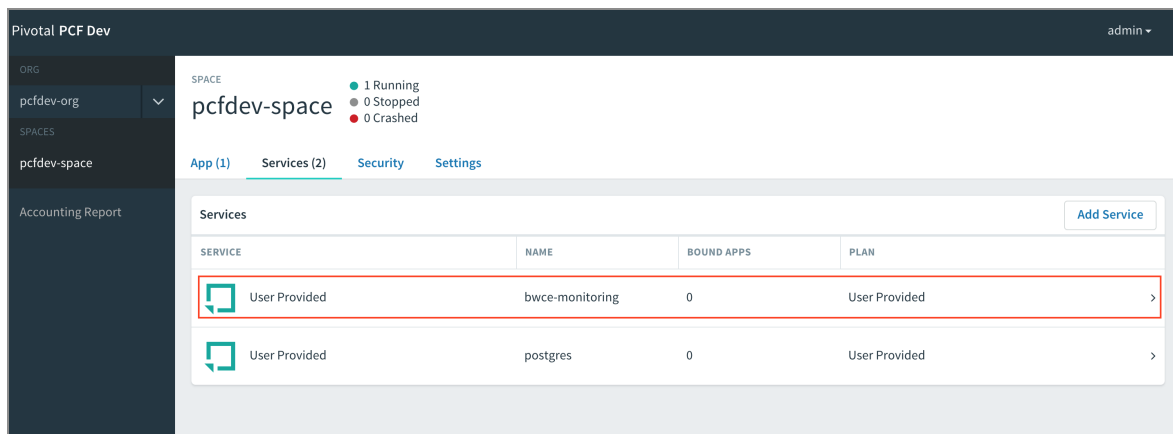 Pivotal PCF Dev
admin
ORG
pcfdev-org
SPACES
pcfdev-space
Accounting Report
SPACE
pcfdev-space
1 Running
0 Stopped
0 Crashed
App (1) Services (2) Security Settings
Services Add Service
SERVICE NAME BOUND APPS PLAN
User Provided bwce-monitoring 0 User Provided
User Provided postgres 0 User Provided